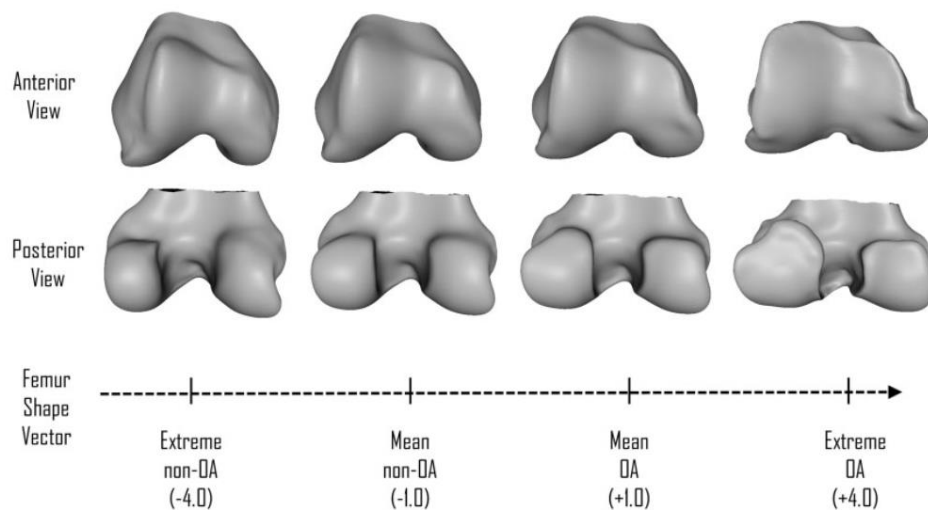 Anterior
View
Posterior
View
Femur
Shape
Vector
Extreme
non-OA
(-4.0)
Mean
non-OA
(-1.0)
Mean
OA
(+1.0)
Extreme
OA
(+4.0)